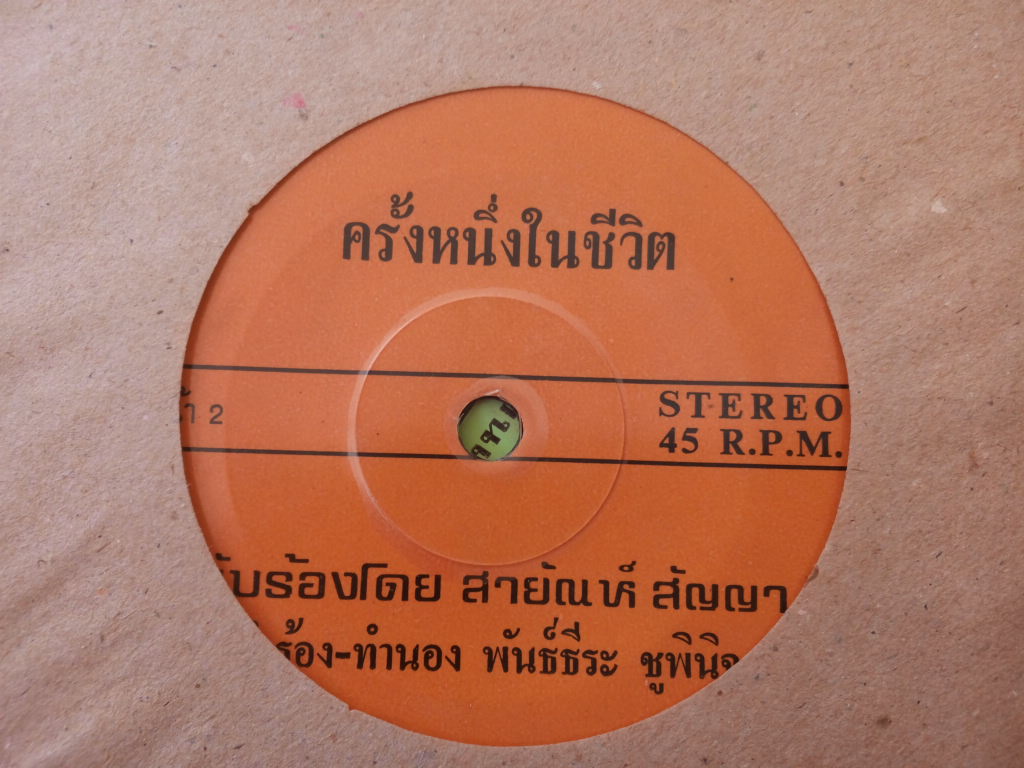 ครั้งหนึ่งในชีวิต
2
STEREO
45 R.P.M.
ขับร้องโดย สายัณห์ สัญญา
ร้อง-ทำนอง พันธ์ธีระ